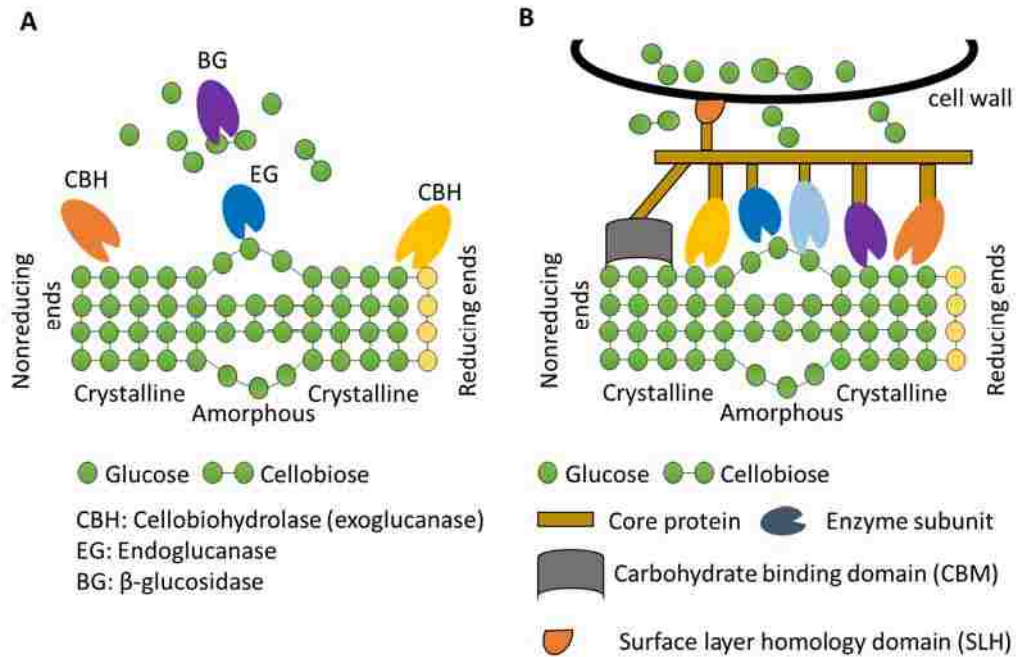 A
BG
CBH
EG
CBH
Nonreducing
ends
Reducing ends
Crystalline
Amorphous
Crystalline
Glucose
Cellobiose
CBH: Cellobiohydrolase (exoglucanase)
EG: Endoglucanase
BG: β-glucosidase
B
cell wall
Nonreducing
ends
Reducing ends
Crystalline
Amorphous
Crystalline
Glucose
Cellobiose
Core protein
Enzyme subunit
Carbohydrate binding domain (CBM)
Surface layer homology domain (SLH)